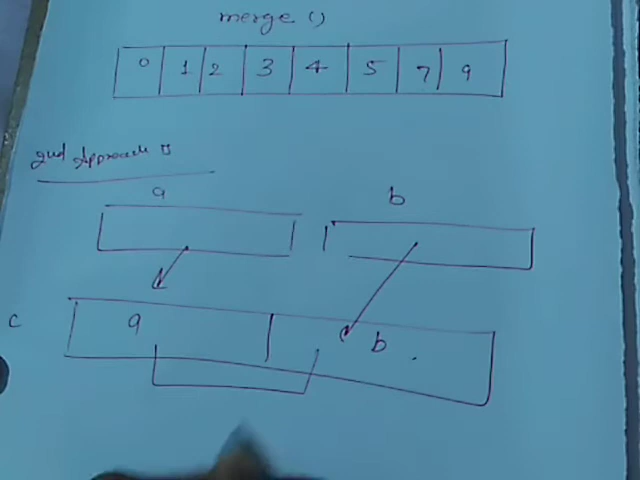 merge ()
0 1 2 3 4 5 7 9
2nd Approach
a b
c a b